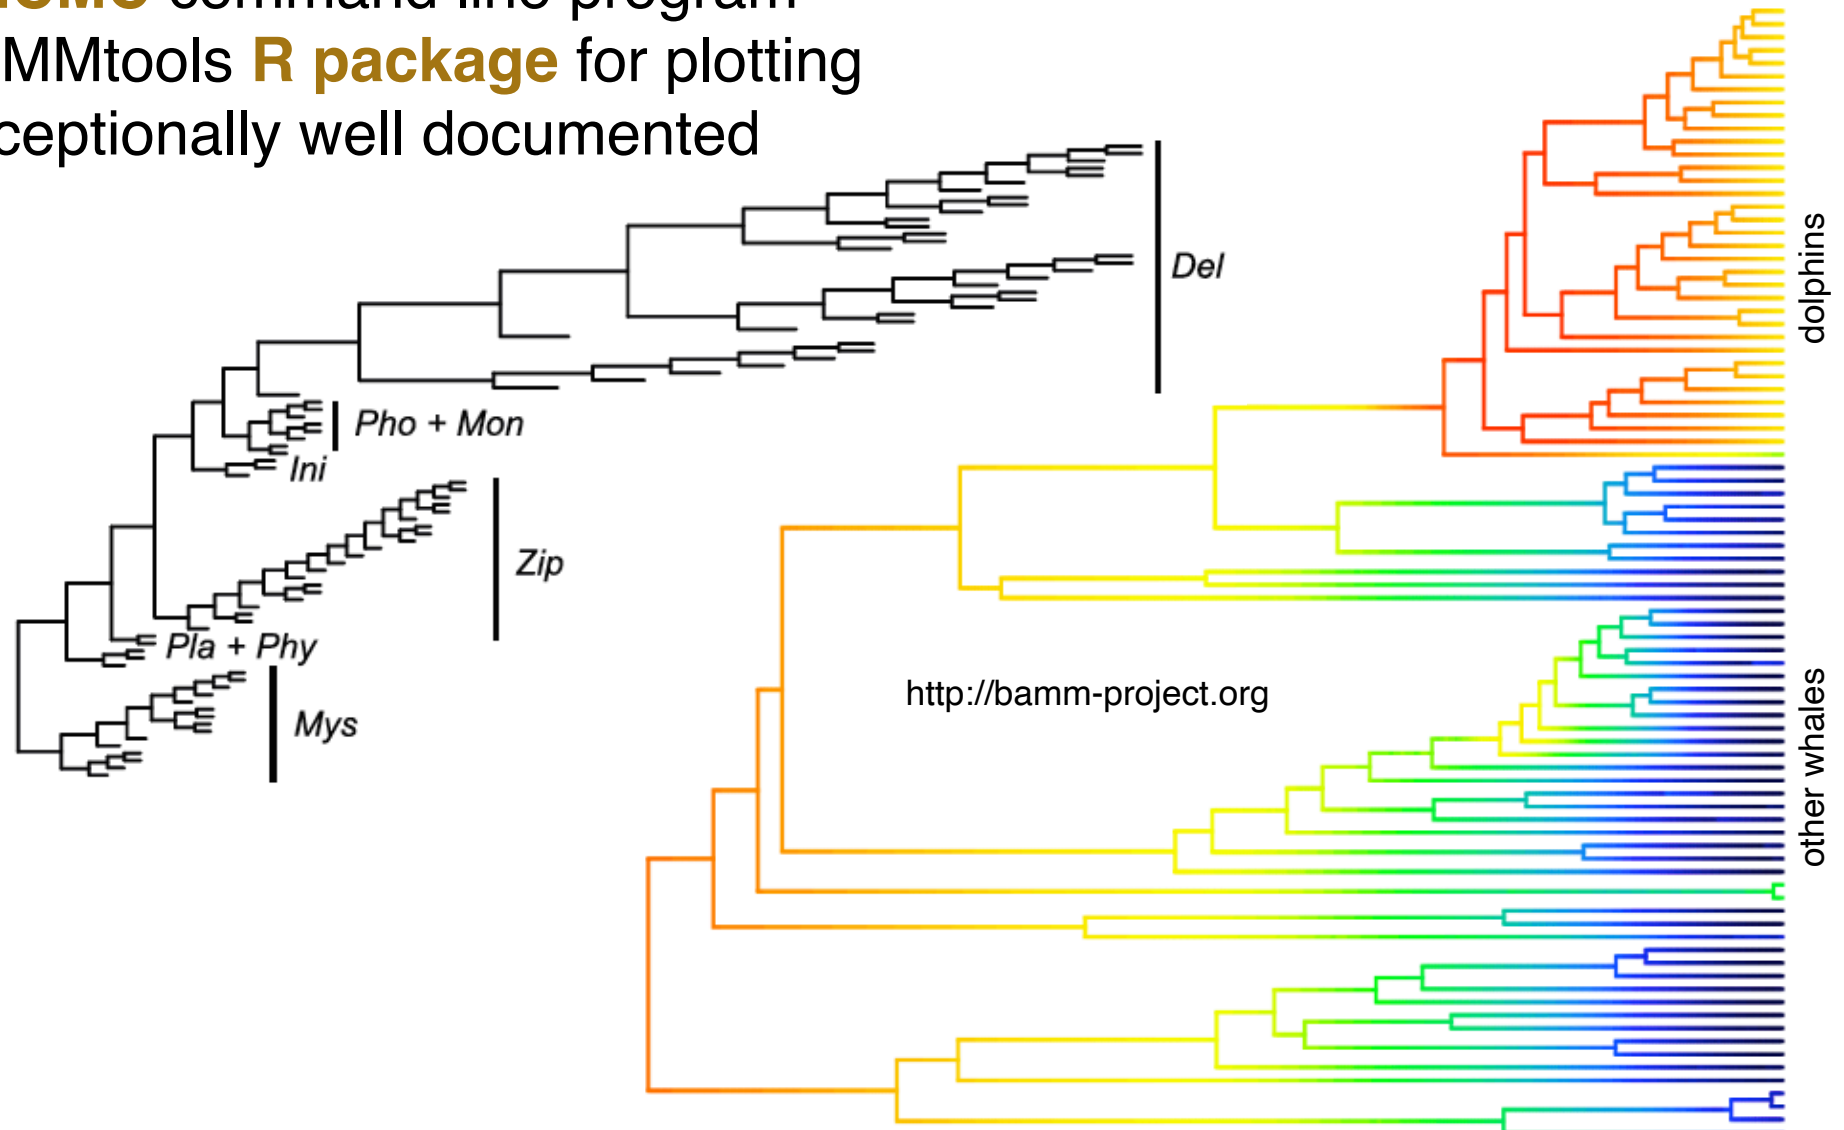 command line program
MMtools R package for plotting
ceptionally well documented
Del
Pho + Mon
Ini
Zip
Pla + Phy
Mys
http://bamm-project.org
dolphins
other whales